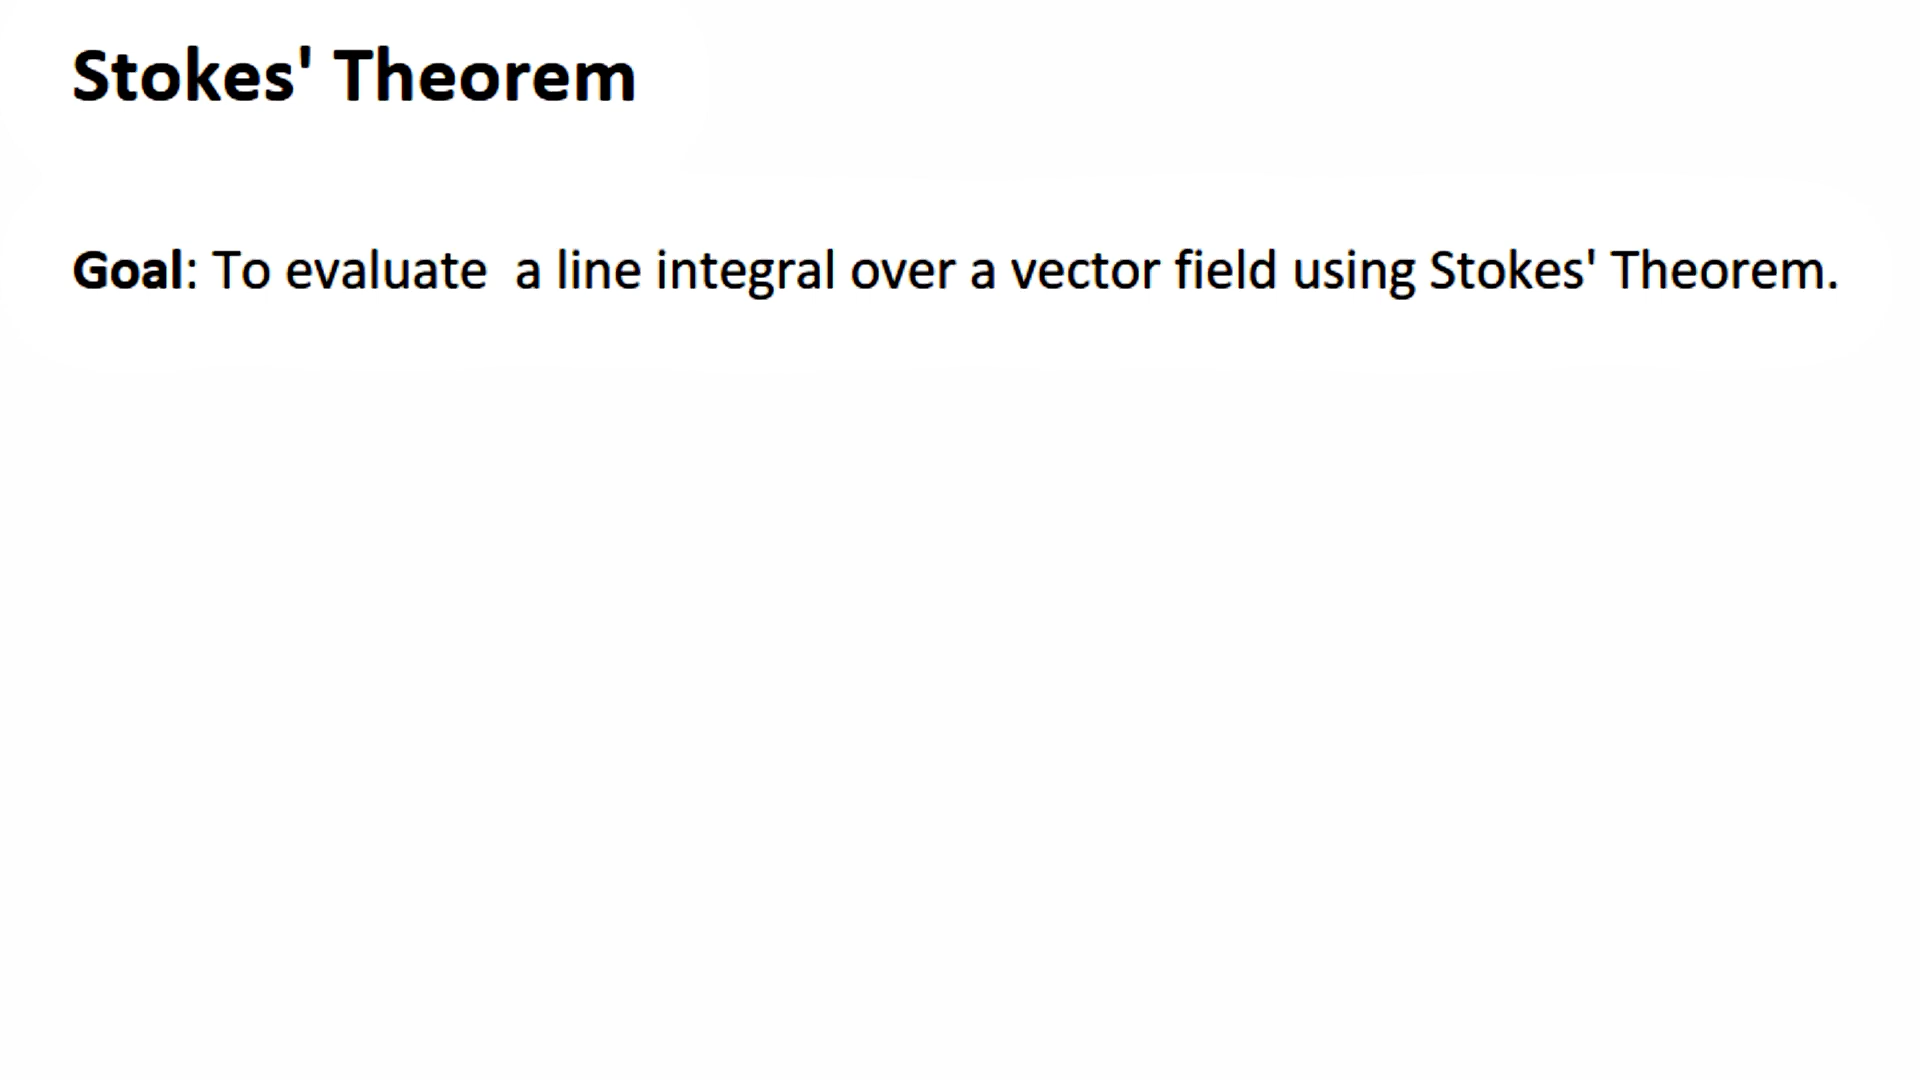 Stokes' Theorem
Goal: To evaluate  a line integral over a vector field using Stokes' Theorem.